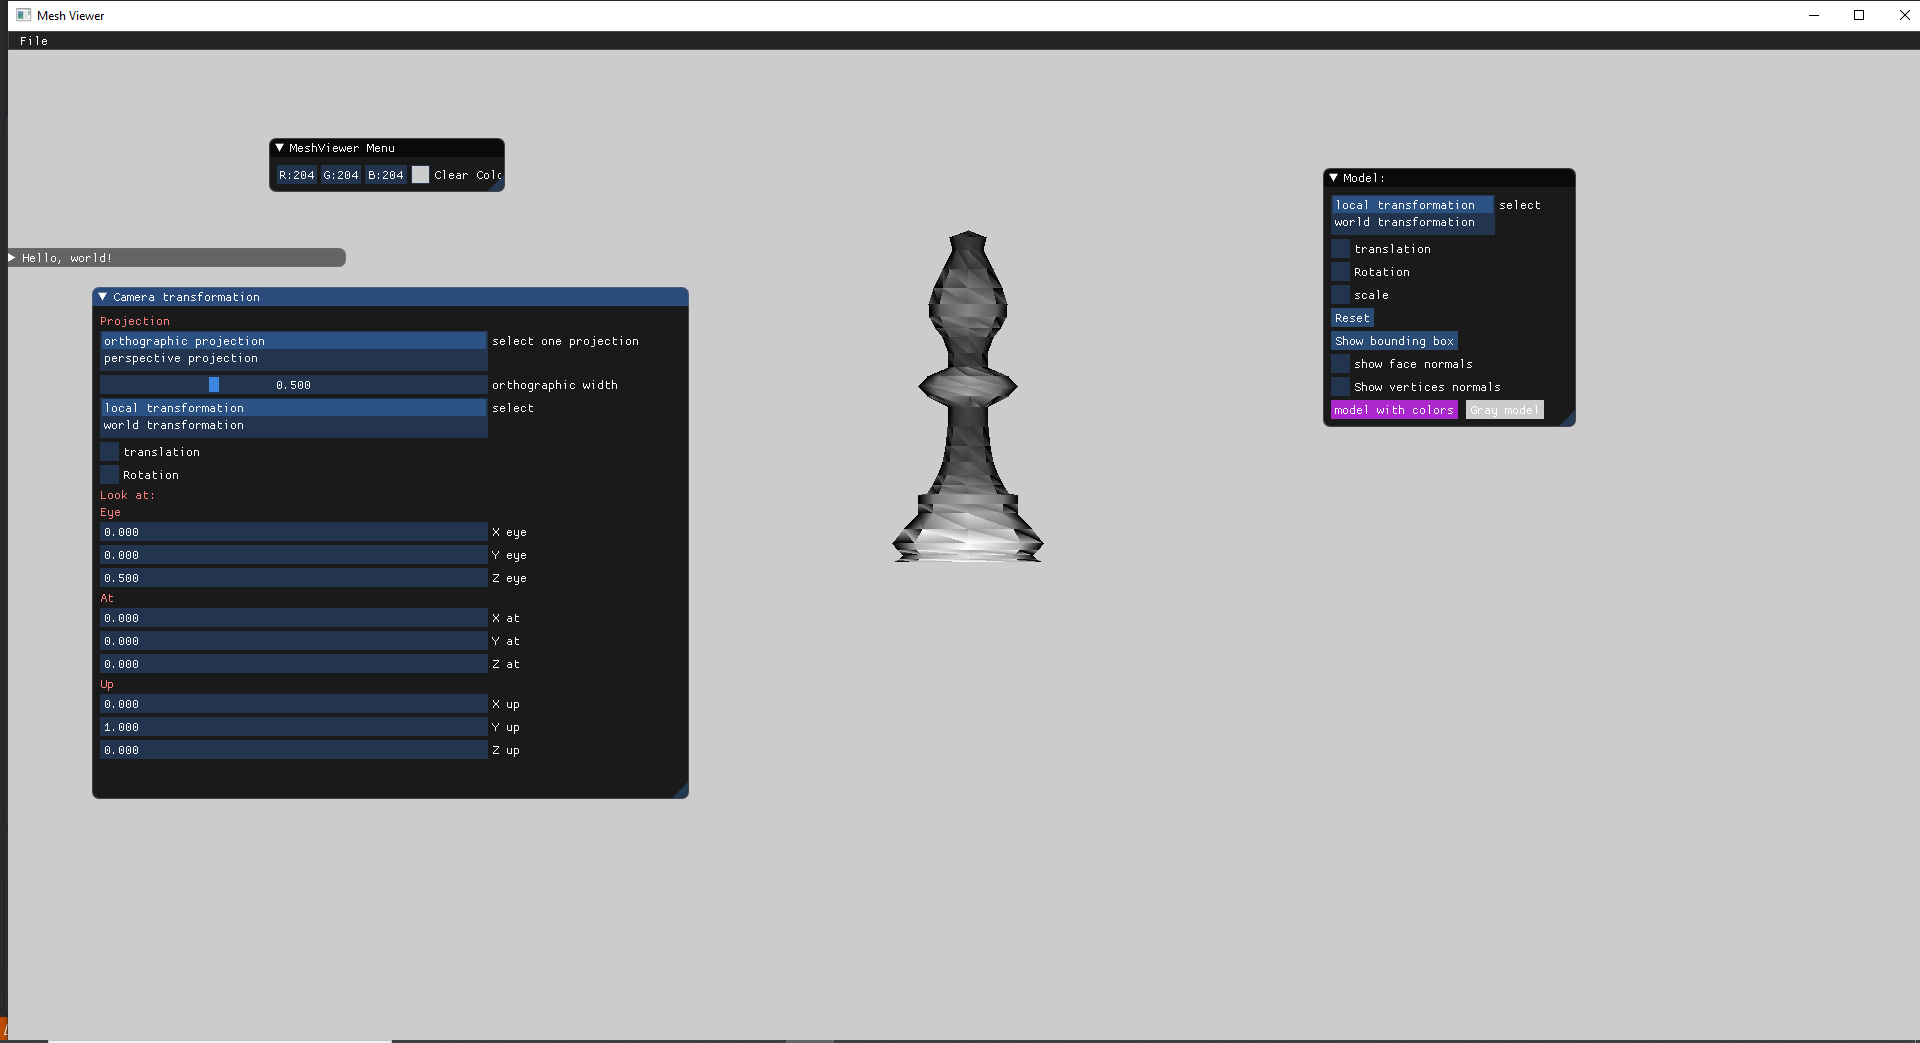 Mesh Viewer
File
MeshViewer Menu
R:204 G:204 B:204 Clear Colo
Hello, world!
Camera transformation
Projection
orthographic projection select one projection
perspective projection
0.500 orthographic width
local transformation select
world transformation
translation
Rotation
Look at:
Eye
0.000 X eye
0.000 Y eye
0.500 Z eye
At
0.000 X at
0.000 Y at
0.000 Z at
Up
0.000 X up
1.000 Y up
0.000 Z up
Model:
local transformation select
world transformation
translation
Rotation
scale
Reset
Show bounding box
show face normals
Show vertices normals
model with colors Gray model